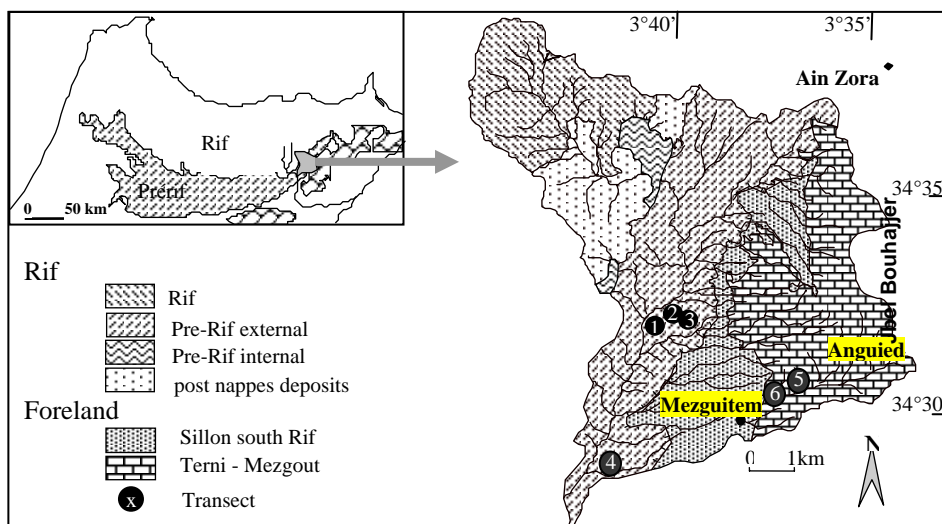 3°40'
3°35'
Ain Zora
Rif
Prerif
0 50 km
34°35
Jbel Bouhajjer
Rif
Rif
Pre-Rif external
Pre-Rif internal
post nappes deposits
Foreland
Sillon south Rif
Terni - Mezgout
x Transect
1
2
3
Anguied
5
6
Mezguitem
34°30
4
0 1km
N